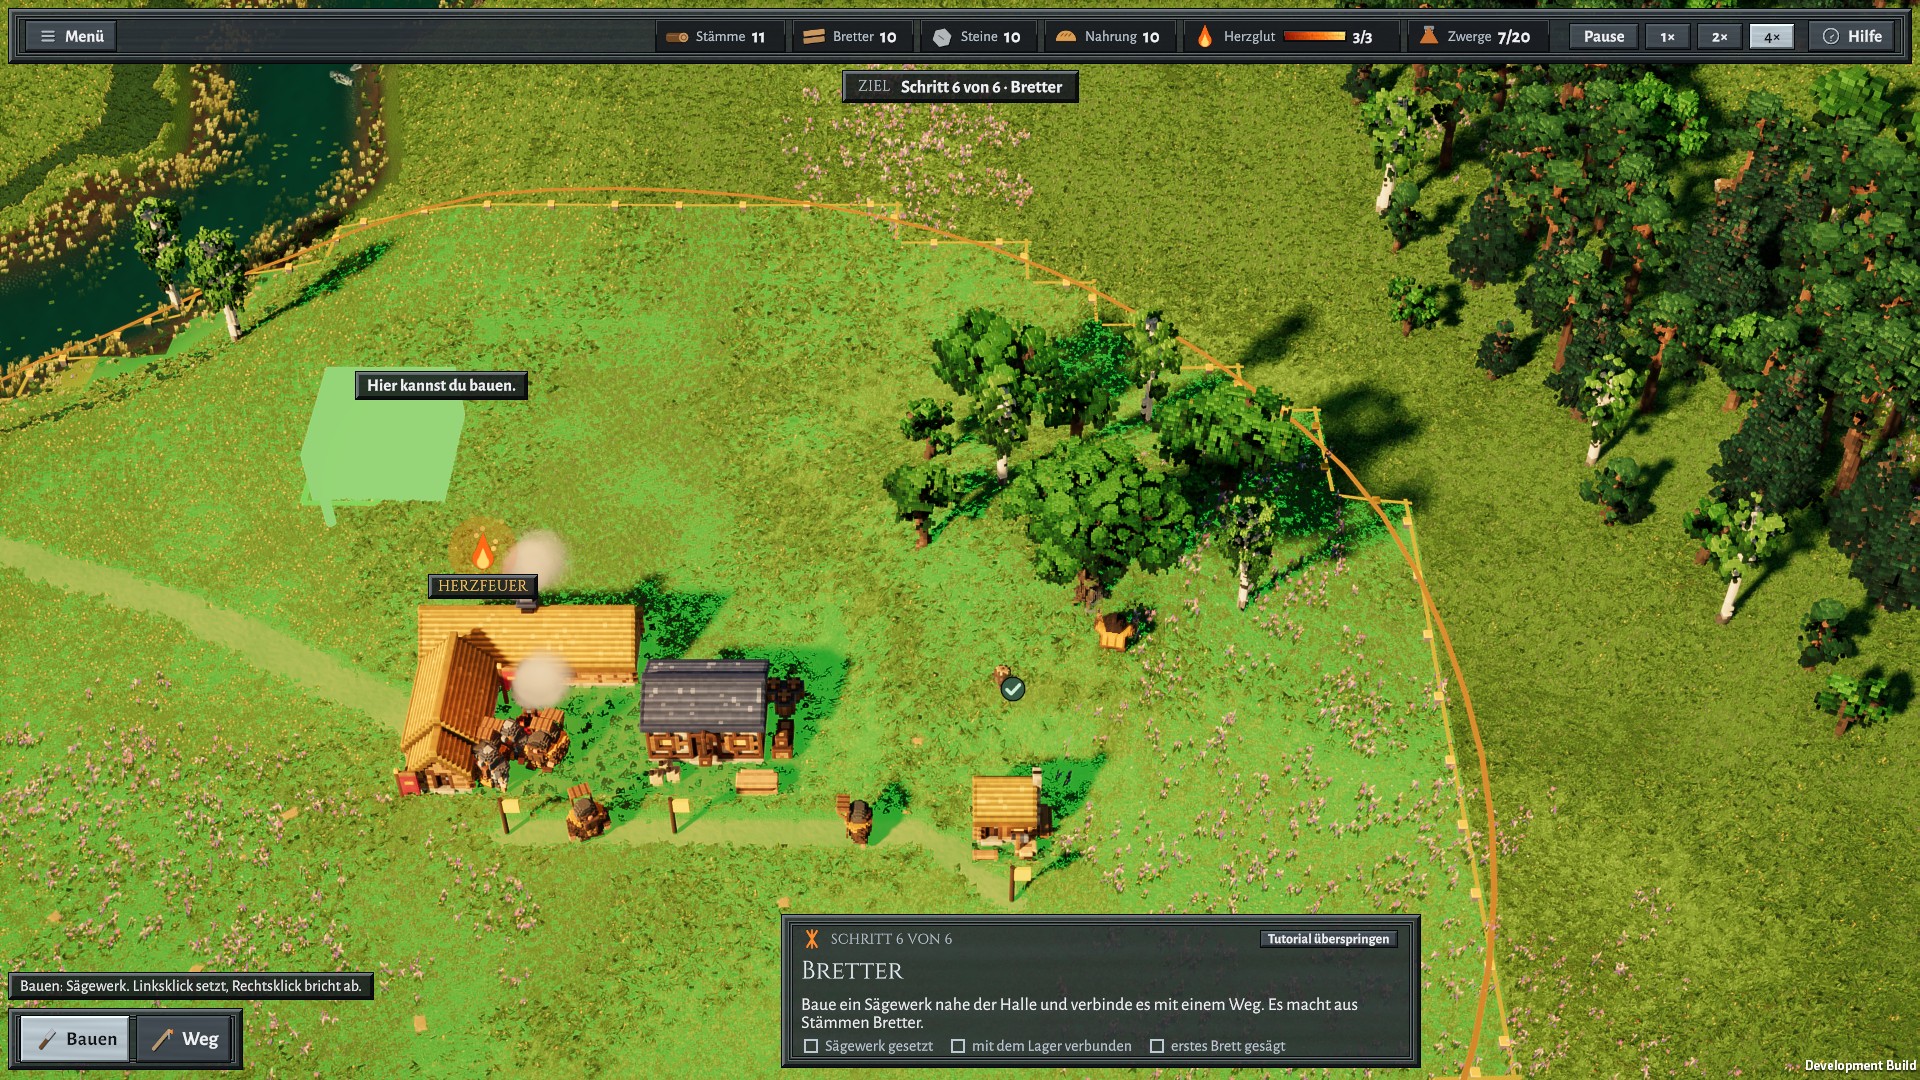 Menü
Stämme 11
Bretter 10
Steine 10
Nahrung 10
Herzglut 3/3
Zwerge 7/20
Pause
1×
2×
4×
Hilfe
ZIEL Schritt 6 von 6 · Bretter
Hier kannst du bauen.
HERZFEUER
SCHRITT 6 VON 6
Tutorial überspringen
BRETTER
Baue ein Sägewerk nahe der Halle und verbinde es mit einem Weg. Es macht aus
Stämmen Bretter.
Sägewerk gesetzt
mit dem Lager verbunden
erstes Brett gesägt
Bauen: Sägewerk. Linksklick setzt, Rechtsklick bricht ab.
Bauen
Weg
Development Build